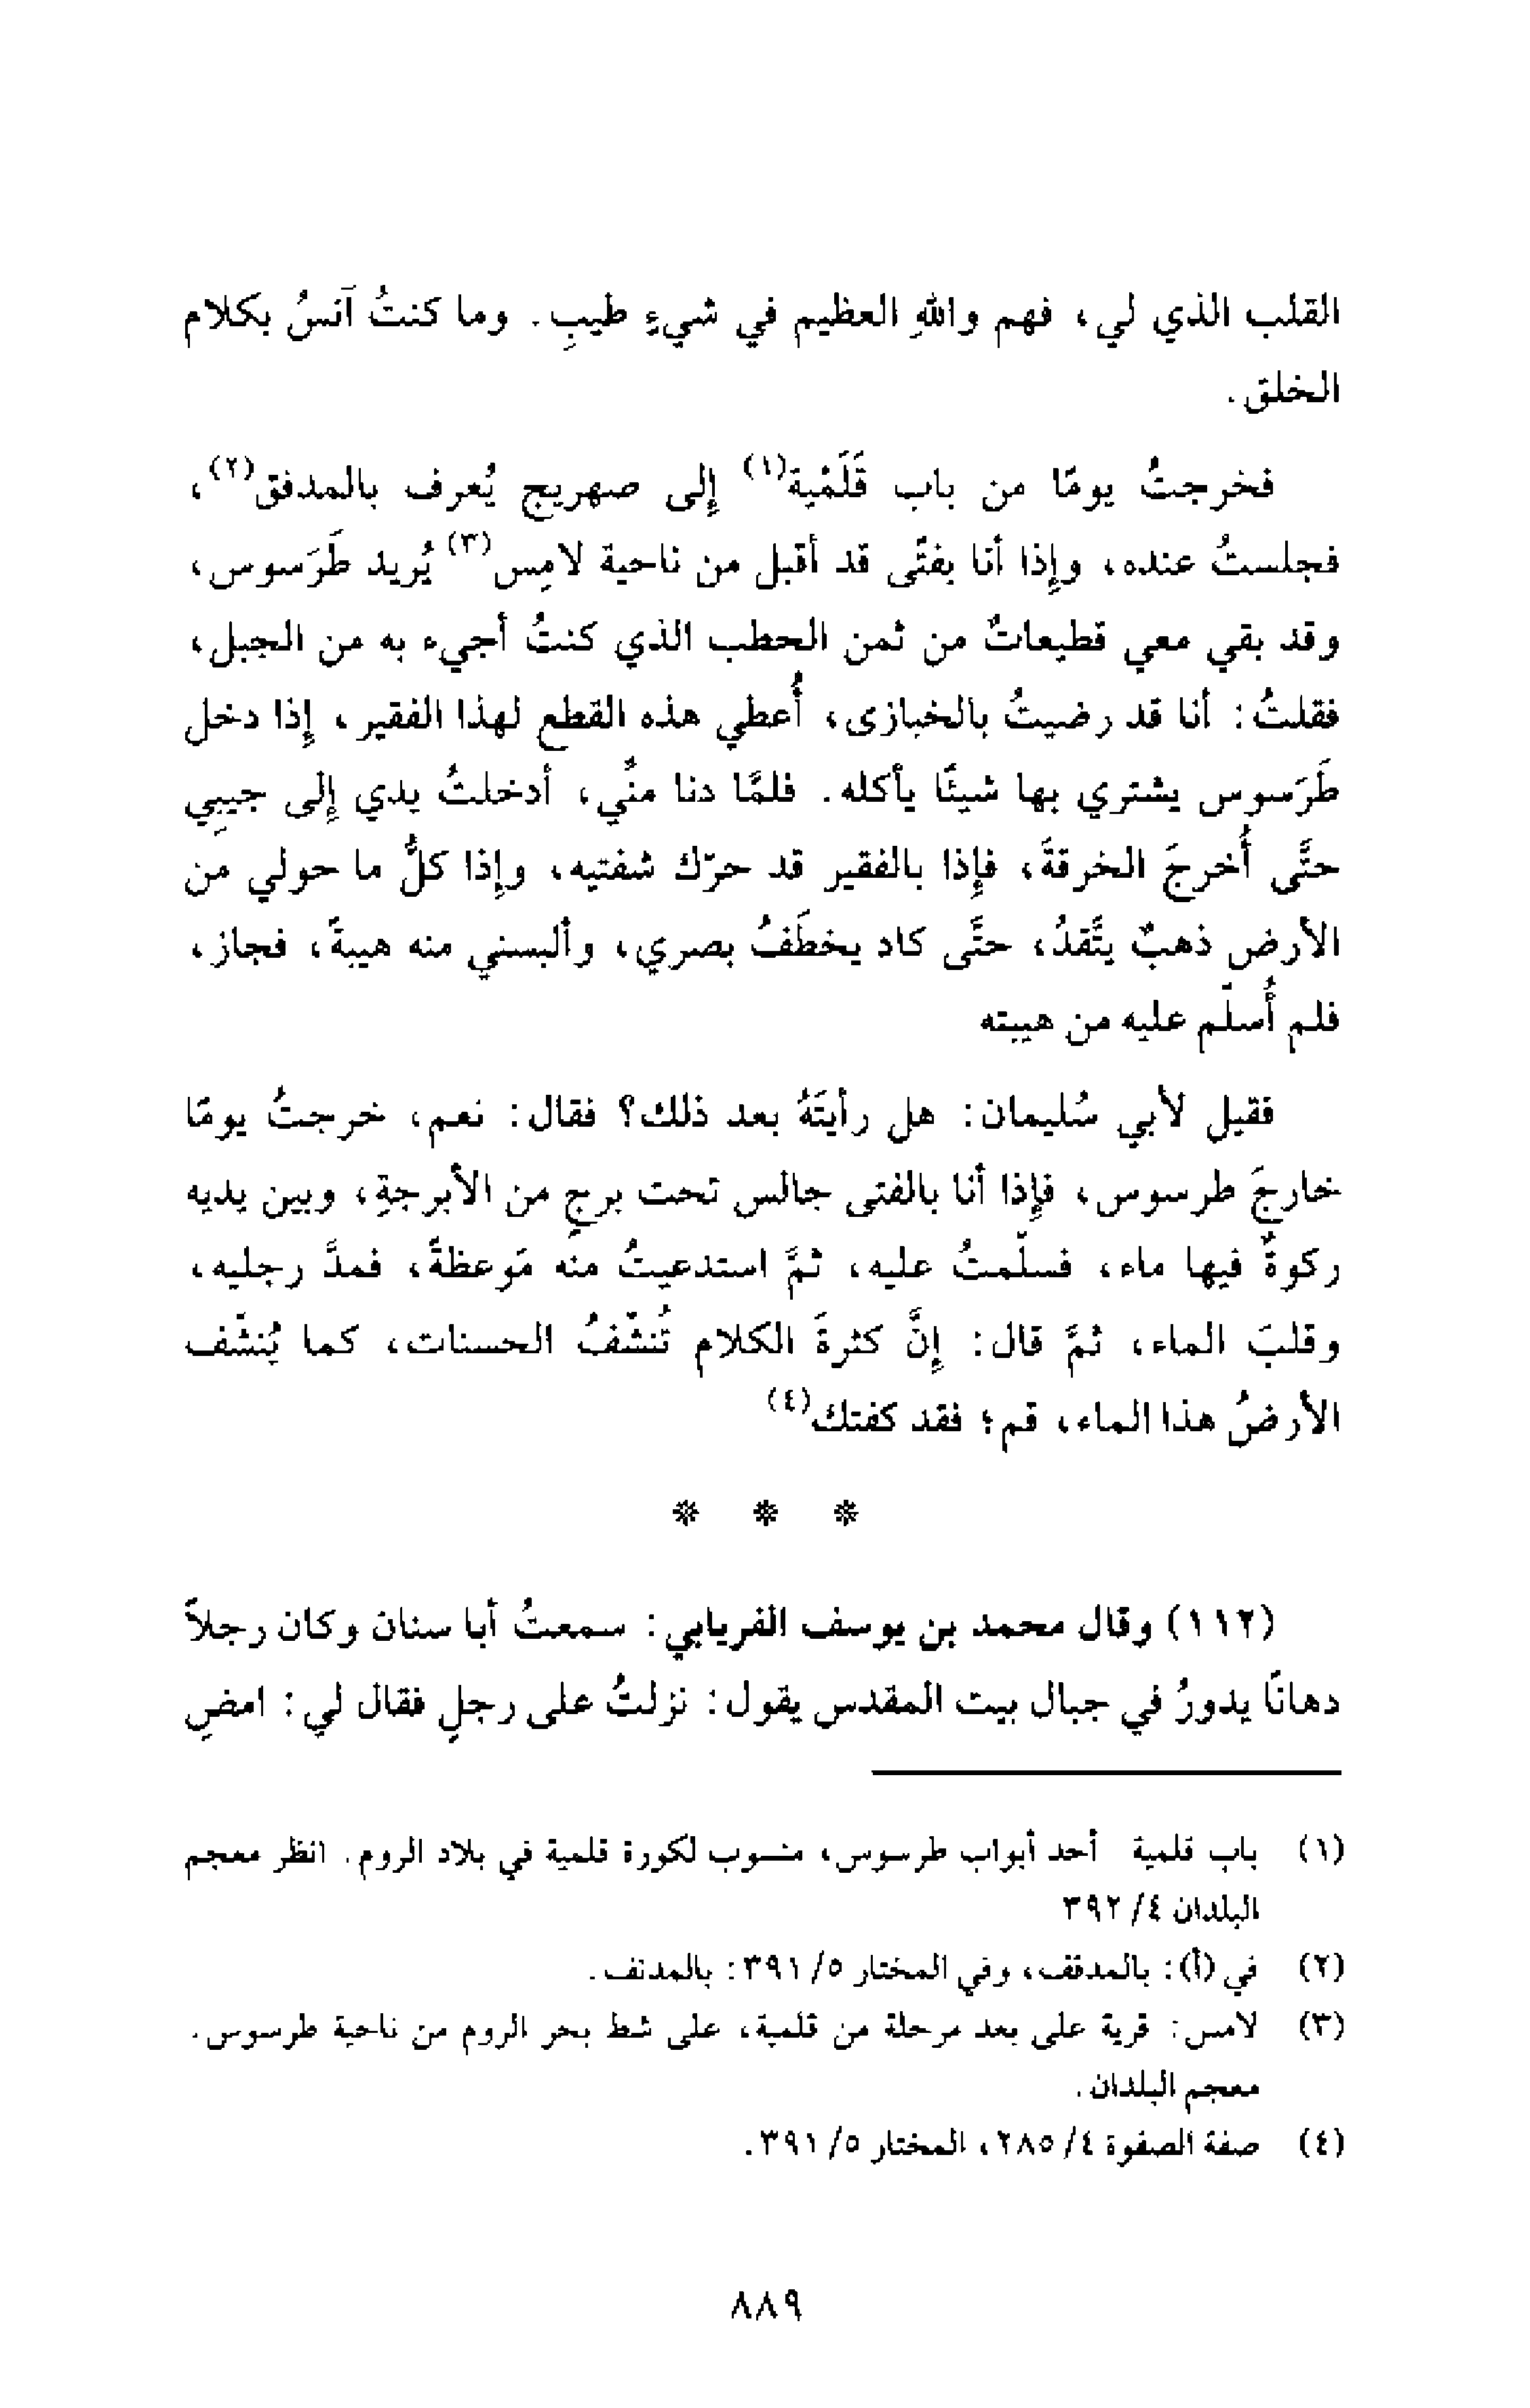 القلب الذي لي، فهم واللهِ العظيم في شيءٍ طيبٍ. وما كنتُ آنسُ بكلام
الخلق.
فخرجتُ يومًا من باب قَلَمْية(١) إلى صهريج يُعرف بالمدفق(٢)،
فجلستُ عنده، وإذا أنا بفتًى قد أقبل من ناحية لامِس(٣) يُريد طَرَسوس،
وقد بقي معي قطيعاتٌ من ثمن الحطب الذي كنتُ أجيء به من الجبل،
فقلتُ: أنا قد رضيتُ بالخبازى، أُعطي هذه القطع لهذا الفقير، إذا دخل
طَرَسوس يشتري بها شيئًا يأكله. فلمَّا دنا منُّي، أدخلتُ يدي إلى جيبِي
حتَّى أُخرجَ الخرقةَ، فإذا بالفقير قد حرّك شفتيه، وإذا كلُّ ما حولي من
الأرض ذهبٌ يتَّقدُ، حتَّى كاد يخطَفُ بصري، وألبسني منه هيبةً، فجاز،
فلم أُسلّم عليه من هيبته
فقيل لأبي سُليمان: هل رأيتَهُ بعد ذلك؟ فقال: نعم، خرجتُ يومًا
خارجَ طرسوس، فإذا أنا بالفتى جالس تحت برجٍ من الأبرجةِ، وبين يديه
ركوةٌ فيها ماء، فسلّمتُ عليه، ثمَّ استدعيتُ منه مَوعظةً، فمدَّ رجليه،
وقلبَ الماء، ثمَّ قال: إنَّ كثرةَ الكلام تُنشّفُ الحسنات، كما يُنشّف
الأرضُ هذا الماء، قم؛ فقد كفتك(٤)
* * *
(١١٢) وقال محمد بن يوسف الفريابي: سمعتُ أبا سنان وكان رجلاً
دهانًا يدورُ في جبال بيت المقدس يقول: نزلتُ على رجلٍ فقال لي: امضِ
(١) باب قلمية أحد أبواب طرسوس، منسوب لكورة قلمية في بلاد الروم. انظر معجم
البلدان ٤/ ٣٩٢
(٢) في (أ): بالمدقف، وفي المختار ٥/ ٣٩١: بالمدنف.
(٣) لامس: قرية على بعد مرحلة من قلمية، على شط بحر الروم من ناحية طرسوس.
معجم البلدان.
(٤) صفة الصفوة ٤/ ٢٨٥، المختار ٥/ ٣٩١.
٨٨٩